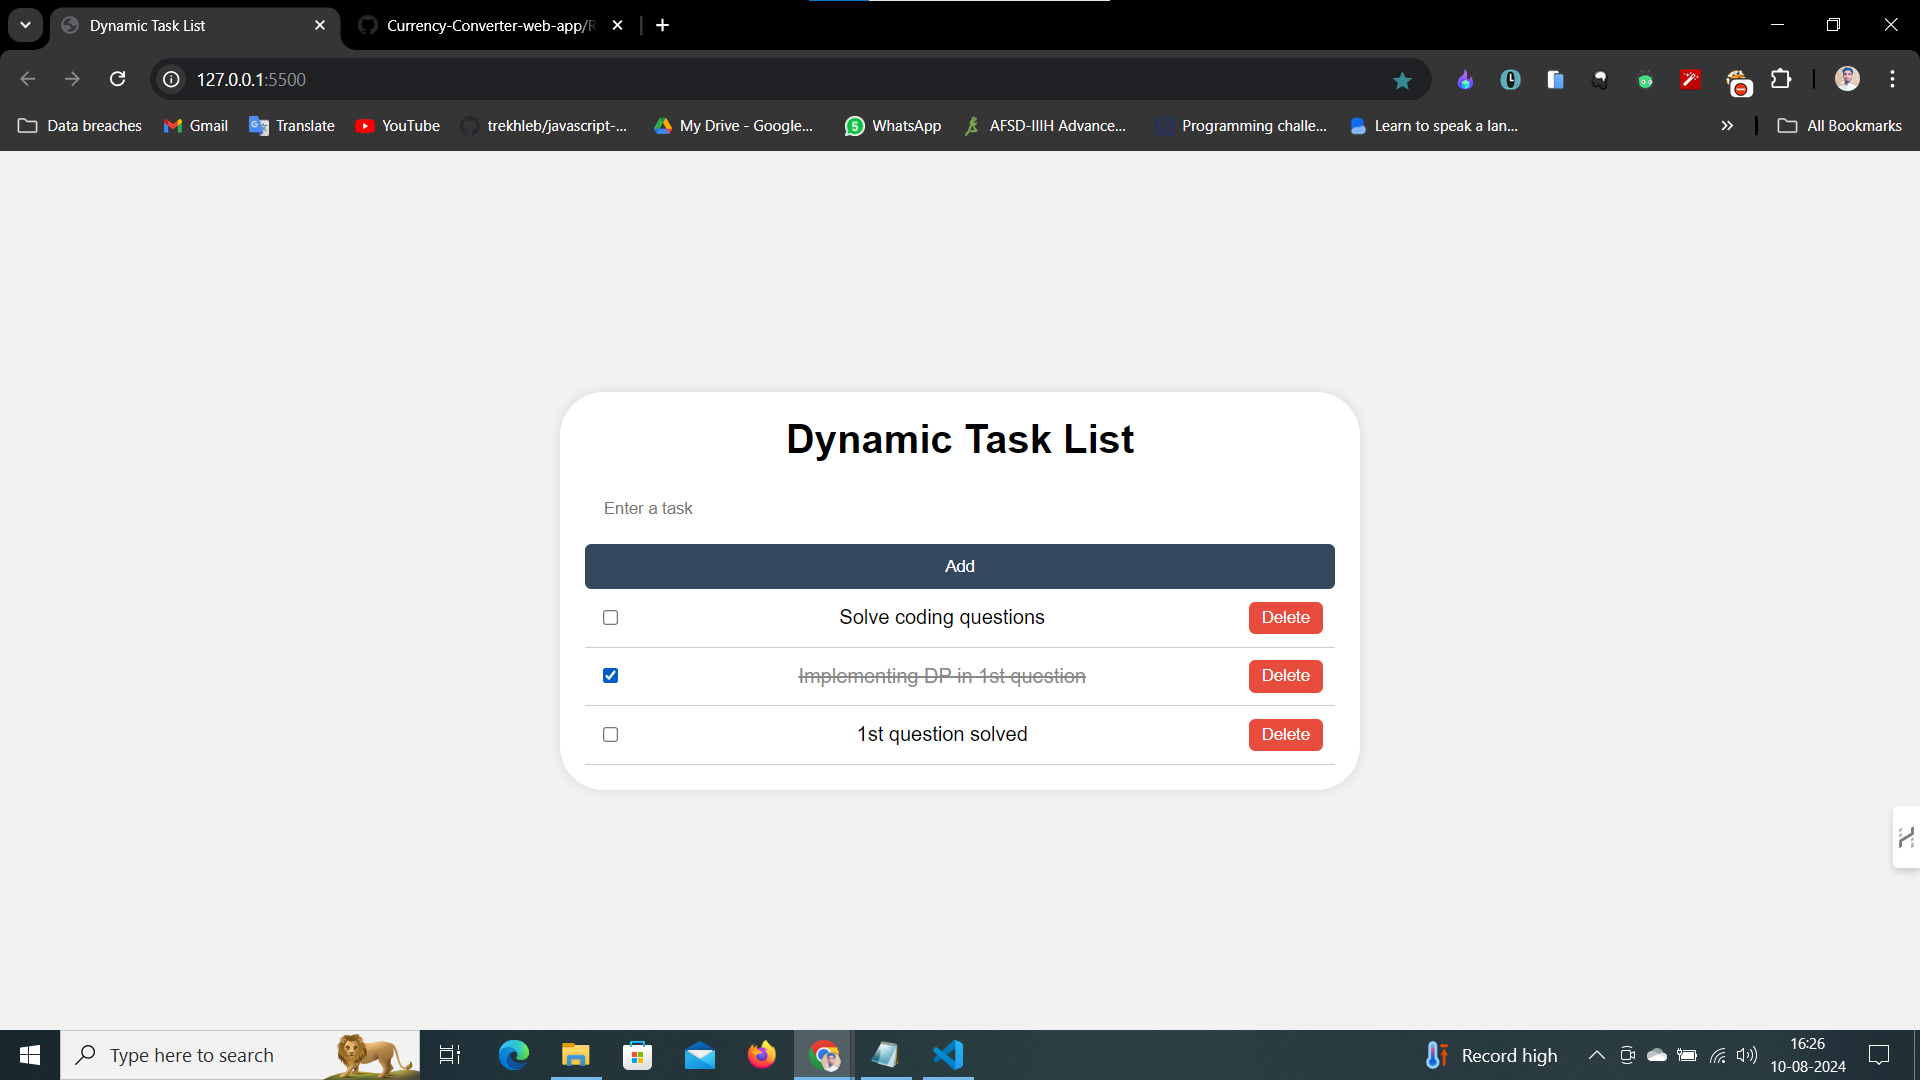 Dynamic Task List
Currency-Converter-web-app/R
127.0.0.1:5500
Data breaches
Gmail
Translate
YouTube
trekhleb/javascript-...
My Drive - Google...
5 WhatsApp
AFSD-IIIH Advance...
Programming challe...
Learn to speak a lan...
All Bookmarks
Dynamic Task List
Enter a task
Add
Solve coding questions Delete
Implementing DP in 1st question Delete
1st question solved Delete
Type here to search
Record high
16:26
10-08-2024